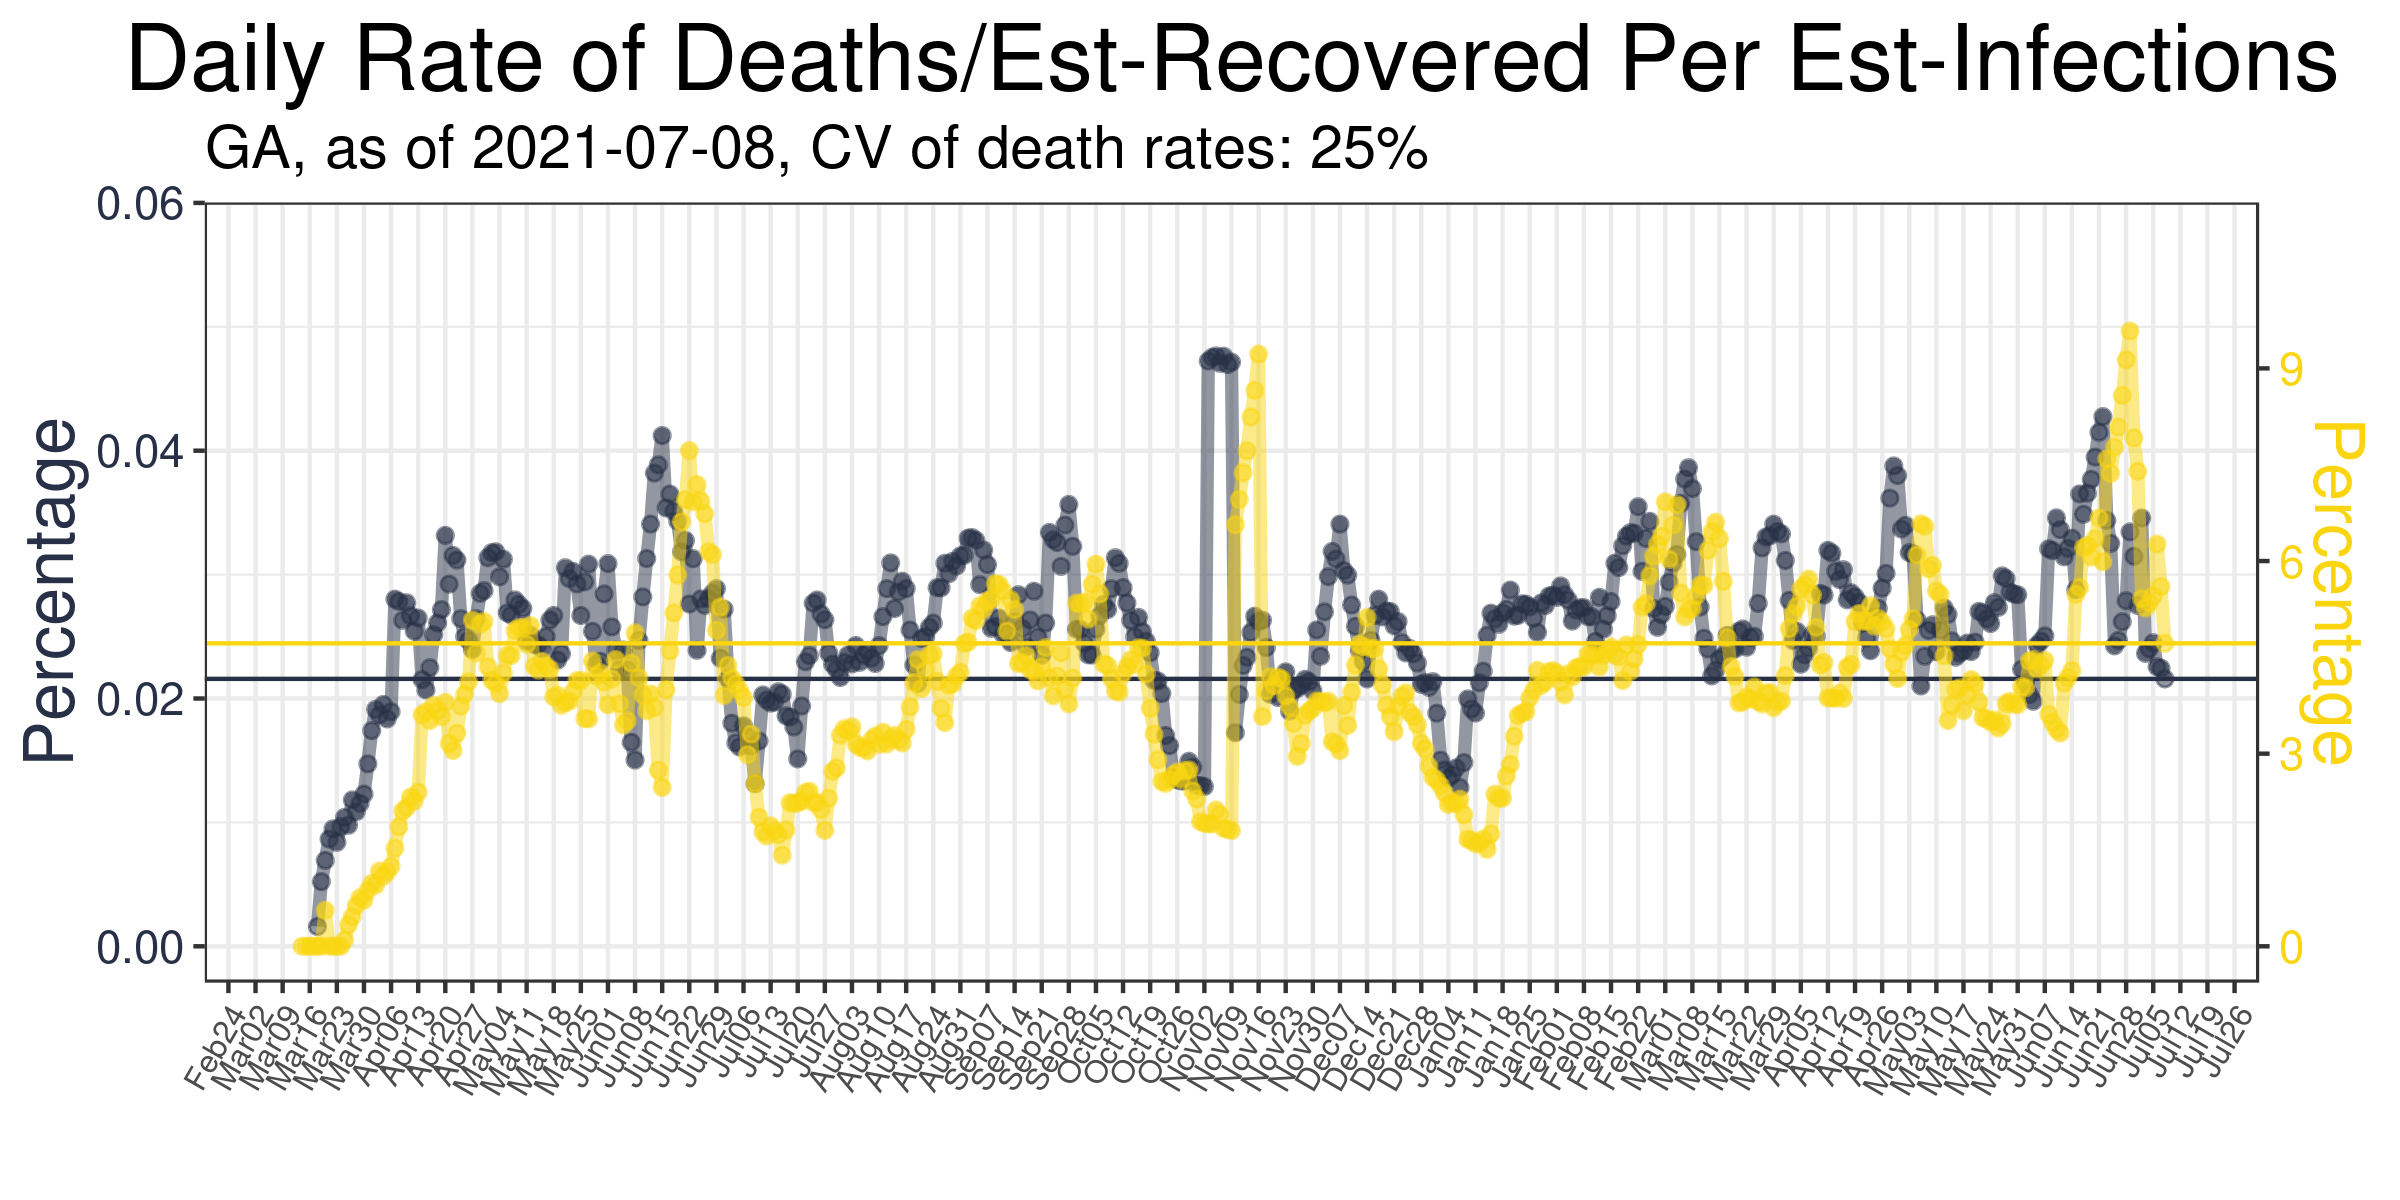 Daily Rate of Deaths/Est-Recovered Per Est-Infections
GA, as of 2021-07-08, CV of death rates: 25%
Percentage
0.06
0.04
0.02
0.00
9
6
3
0
Percentage
Feb24
Mar02
Mar09
Mar16
Mar23
Mar30
Apr06
Apr13
Apr20
Apr27
May04
May11
May18
May25
Jun01
Jun08
Jun15
Jun22
Jun29
Jul06
Jul13
Jul20
Jul27
Aug03
Aug10
Aug17
Aug24
Aug31
Sep07
Sep14
Sep21
Sep28
Oct05
Oct12
Oct19
Oct26
Nov02
Nov09
Nov16
Nov23
Nov30
Dec07
Dec14
Dec21
Dec28
Jan04
Jan11
Jan18
Jan25
Feb01
Feb08
Feb15
Feb22
Mar01
Mar08
Mar15
Mar22
Mar29
Apr05
Apr12
Apr19
Apr26
May03
May10
May17
May24
May31
Jun07
Jun14
Jun21
Jun28
Jul05
Jul12
Jul19
Jul26